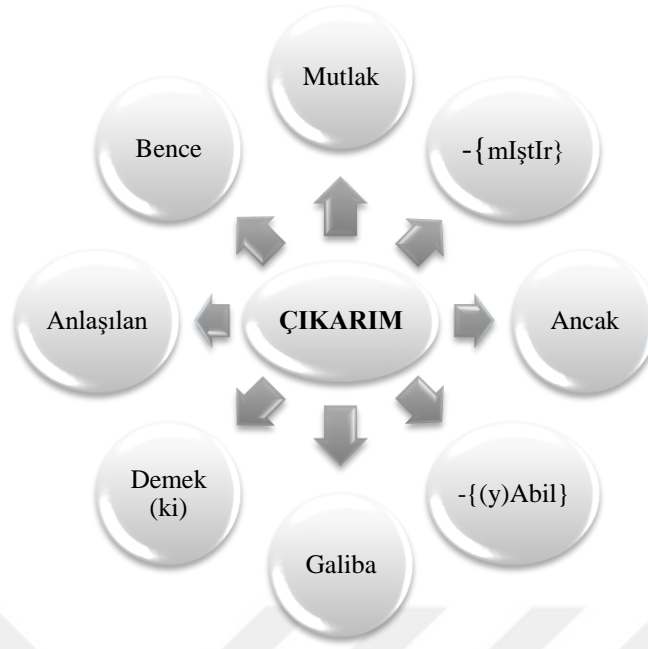 Mutlak
Bence
-{mIştIr}
Anlaşılan
ÇIKARIM
Ancak
Demek
(ki)
-{(y)Abil}
Galiba